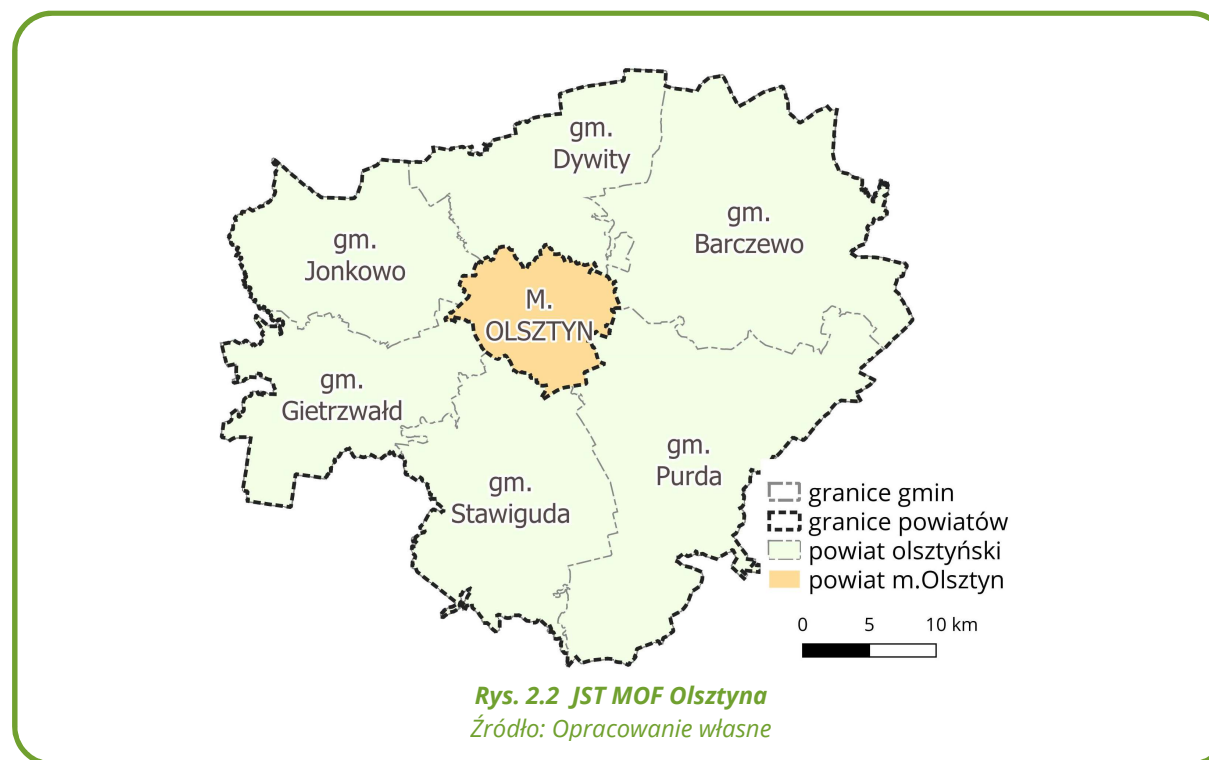 gm.
Dywity
gm.
Barczewo
gm.
Jonkowo
M.
OLSZTYN
gm.
Gietrzwałd
gm.
Purda
gm.
Stawiguda
granice gmin
granice powiatów
powiat olsztyński
powiat m.Olsztyn
0 5 10 km
Rys. 2.2 JST MOF Olsztyna
Źródło: Opracowanie własne